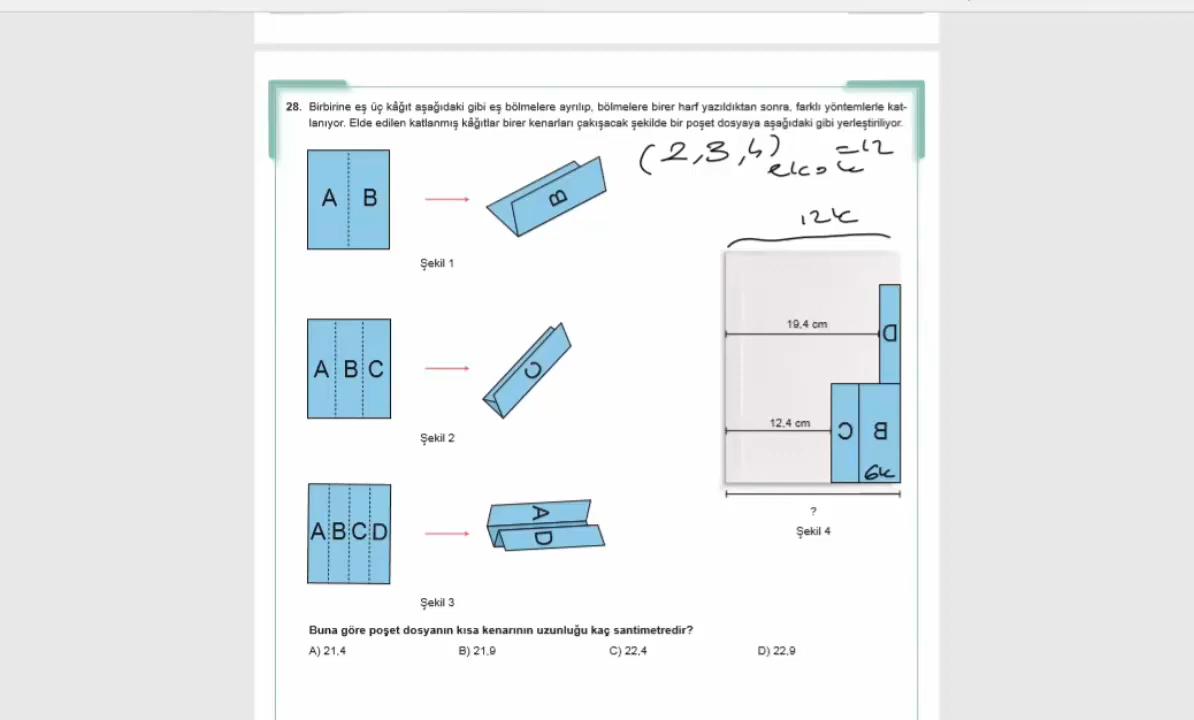 28. Birbirine eş üç kâğıt aşağıdaki gibi eş bölmelere ayrılıp, bölmelere birer harf yazıldıktan sonra, farklı yöntemlerle kat-
lanıyor. Elde edilen katlanmış kâğıtlar birer kenarları çakışacak şekilde bir poşet dosyaya aşağıdaki gibi yerleştiriliyor.
(2,3,4) ekok =12
A B
B
Şekil 1
12k
19,4 cm
D
A B C
C
12,4 cm
C B
6k
Şekil 2
?
Şekil 4
A B C D
A
D
Şekil 3
Buna göre poşet dosyanın kısa kenarının uzunluğu kaç santimetredir?
A) 21,4 B) 21,9 C) 22,4 D) 22,9